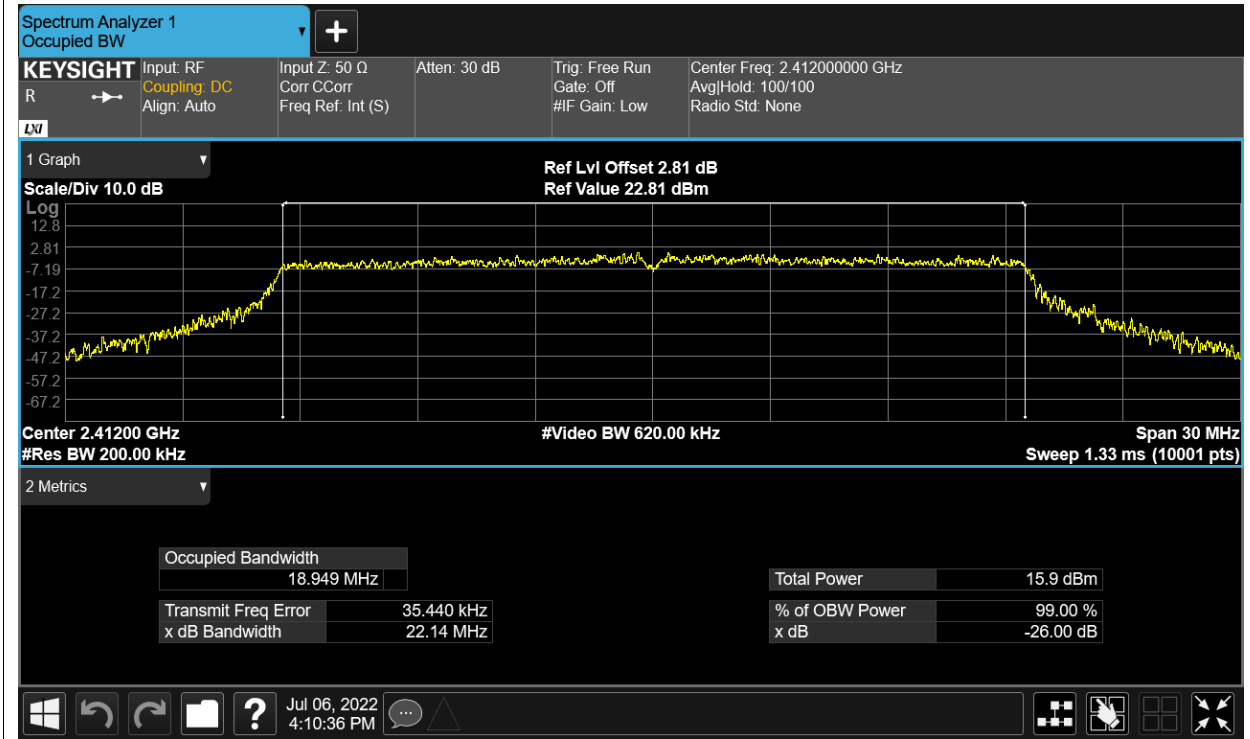 Spectrum Analyzer 1
Occupied BW
KEYSIGHT
R
LXI
Input: RF
Coupling: DC
Align: Auto
Input Z: 50 Ω
Corr CCorr
Freq Ref: Int (S)
Atten: 30 dB
Trig: Free Run
Gate: Off
#IF Gain: Low
Center Freq: 2.412000000 GHz
Avg|Hold: 100/100
Radio Std: None
1 Graph
Scale/Div 10.0 dB
Ref Lvl Offset 2.81 dB
Ref Value 22.81 dBm
Log
12.8
2.81
-7.19
-17.2
-27.2
-37.2
-47.2
-57.2
-67.2
Center 2.41200 GHz
#Video BW 620.00 kHz
Span 30 MHz
#Res BW 200.00 kHz
Sweep 1.33 ms (10001 pts)
2 Metrics
Occupied Bandwidth
18.949 MHz
Total Power 15.9 dBm
Transmit Freq Error 35.440 kHz
% of OBW Power 99.00 %
x dB Bandwidth 22.14 MHz
x dB -26.00 dB
?
Jul 06, 2022
4:10:36 PM